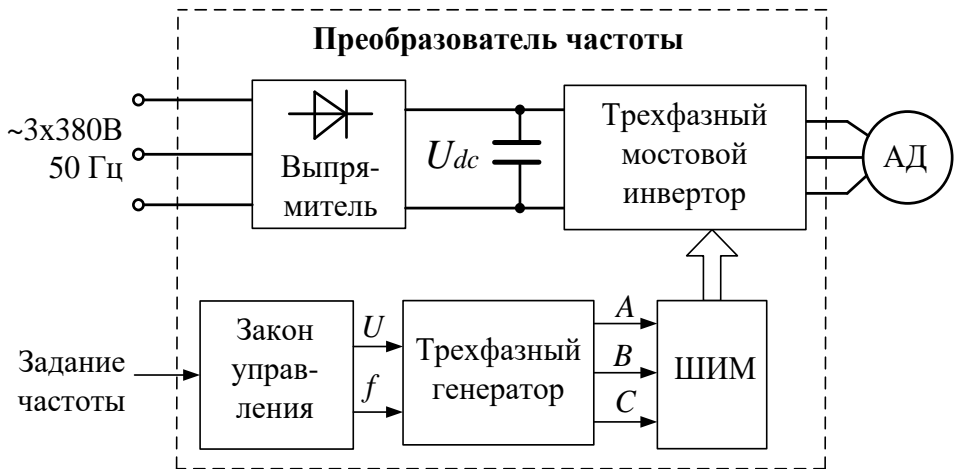 Преобразователь частоты
~3х380В
50 Гц
Выпря-
митель
Udc
Трехфазный
мостовой
инвертор
АД
Задание
частоты
Закон
управ-
ления
U
f
Трехфазный
генератор
A
B
C
ШИМ